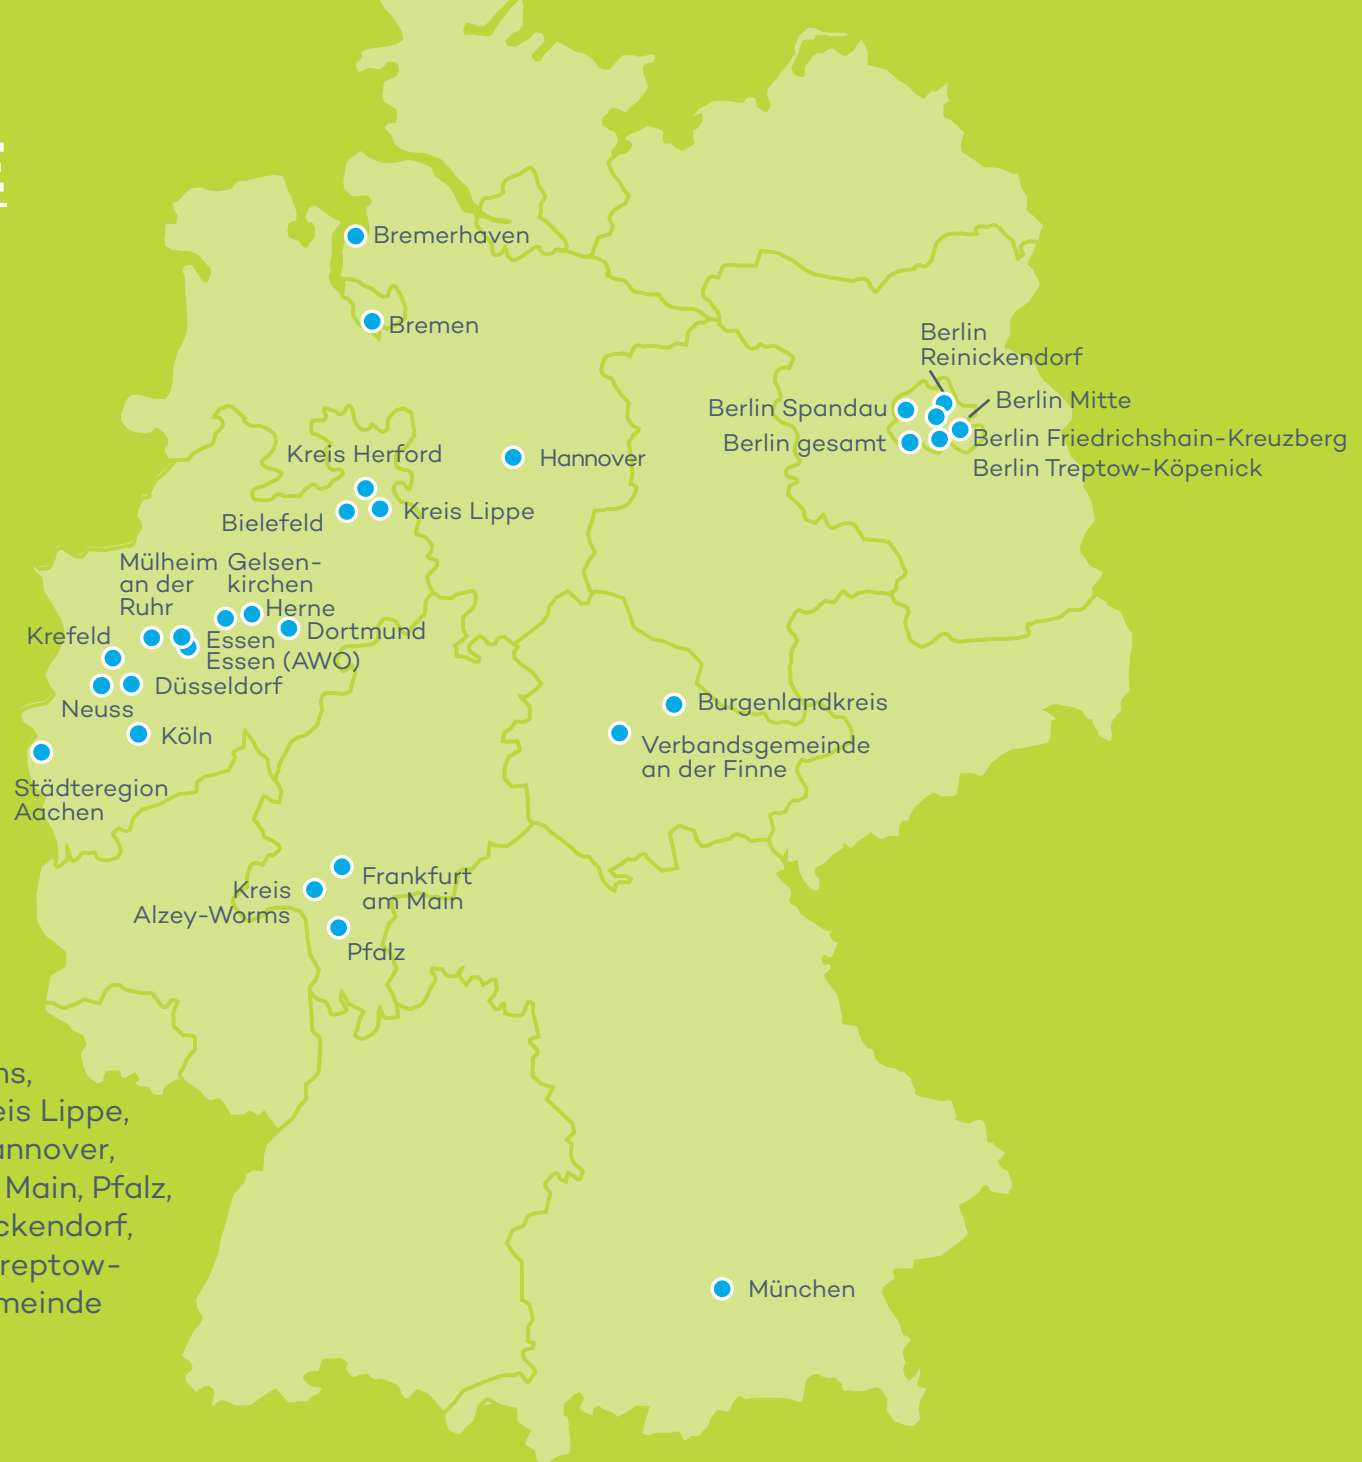 Bremerhaven
Bremen
Berlin
Reinickendorf
Berlin Mitte
Berlin Spandau
Berlin Friedrichshain-Kreuzberg
Berlin gesamt
Berlin Treptow-Köpenick
Kreis Herford
Hannover
Kreis Lippe
Bielefeld
Mülheim
an der
Ruhr
Gelsen-
kirchen
Herne
Dortmund
Krefeld
Essen
Essen (AWO)
Düsseldorf
Neuss
Köln
Städteregion
Aachen
Burgenlandkreis
Verbandsgemeinde
an der Finne
Frankfurt
am Main
Kreis
Alzey-Worms
Pfalz
München
ns,
eis Lippe,
annover,
Main, Pfalz,
ckendorf,
reptow-
meinde